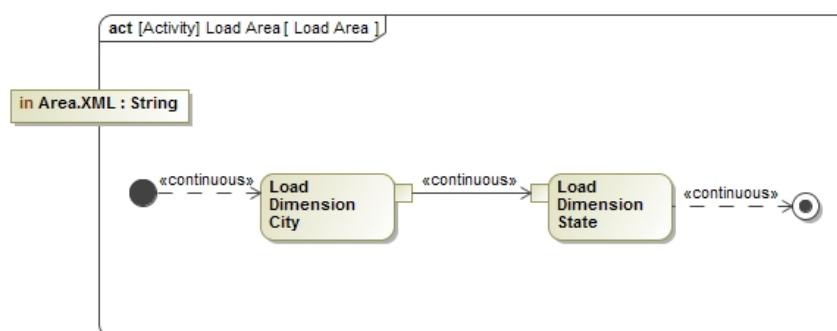 act [Activity] Load Area [ Load Area ]
in Area.XML : String
«continuous»
Load
Dimension
City
«continuous»
Load
Dimension
State
«continuous»